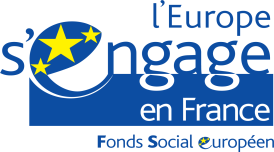 l'Europe
s'engage
en France
Fonds Social européen